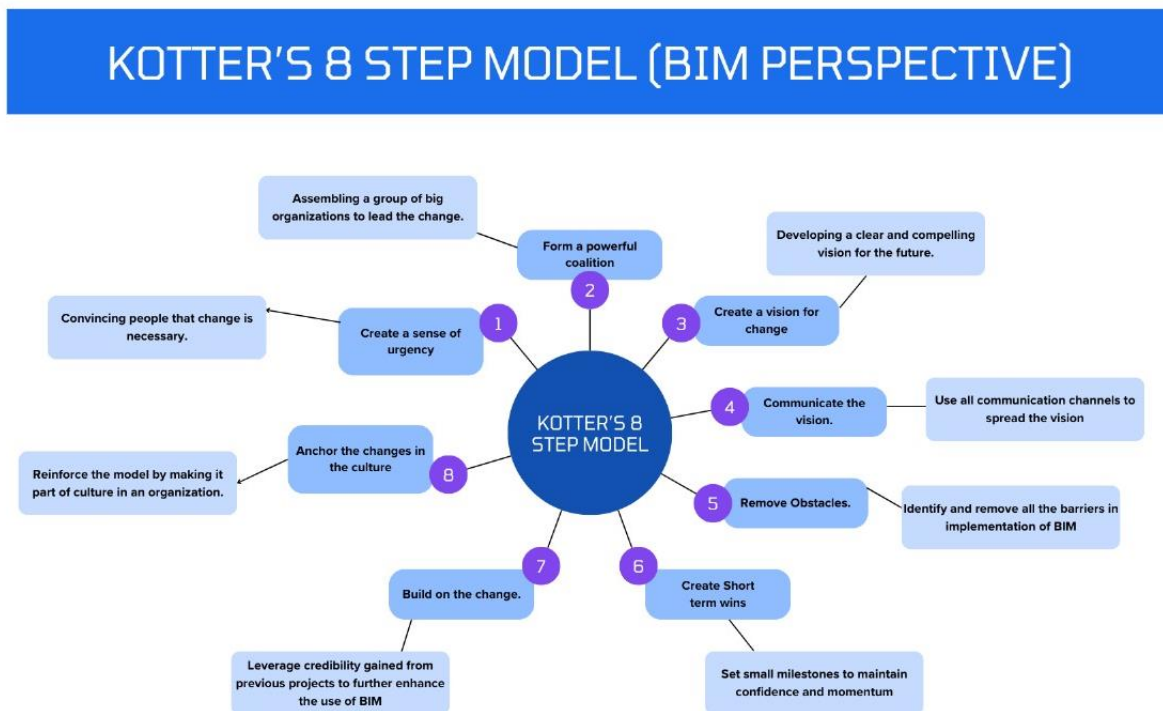 KOTTER'S 8 STEP MODEL (BIM PERSPECTIVE)
Assembling a group of big
organizations to lead the change.
Form a powerful
coalition
2
Developing a clear and compelling
vision for the future.
Convincing people that change is
necessary.
Create a sense of
urgency
1
3
Create a vision for
change
KOTTER'S 8
STEP MODEL
4
Communicate the
vision.
Use all communication channels to
spread the vision
Reinforce the model by making it
part of culture in an organization.
Anchor the changes in
the culture
8
5
Remove Obstacles.
Identify and remove all the barriers in
implementation of BIM
7
Build on the change.
6
Create Short
term wins
Leverage credibility gained from
previous projects to further enhance
the use of BIM
Set small milestones to maintain
confidence and momentum